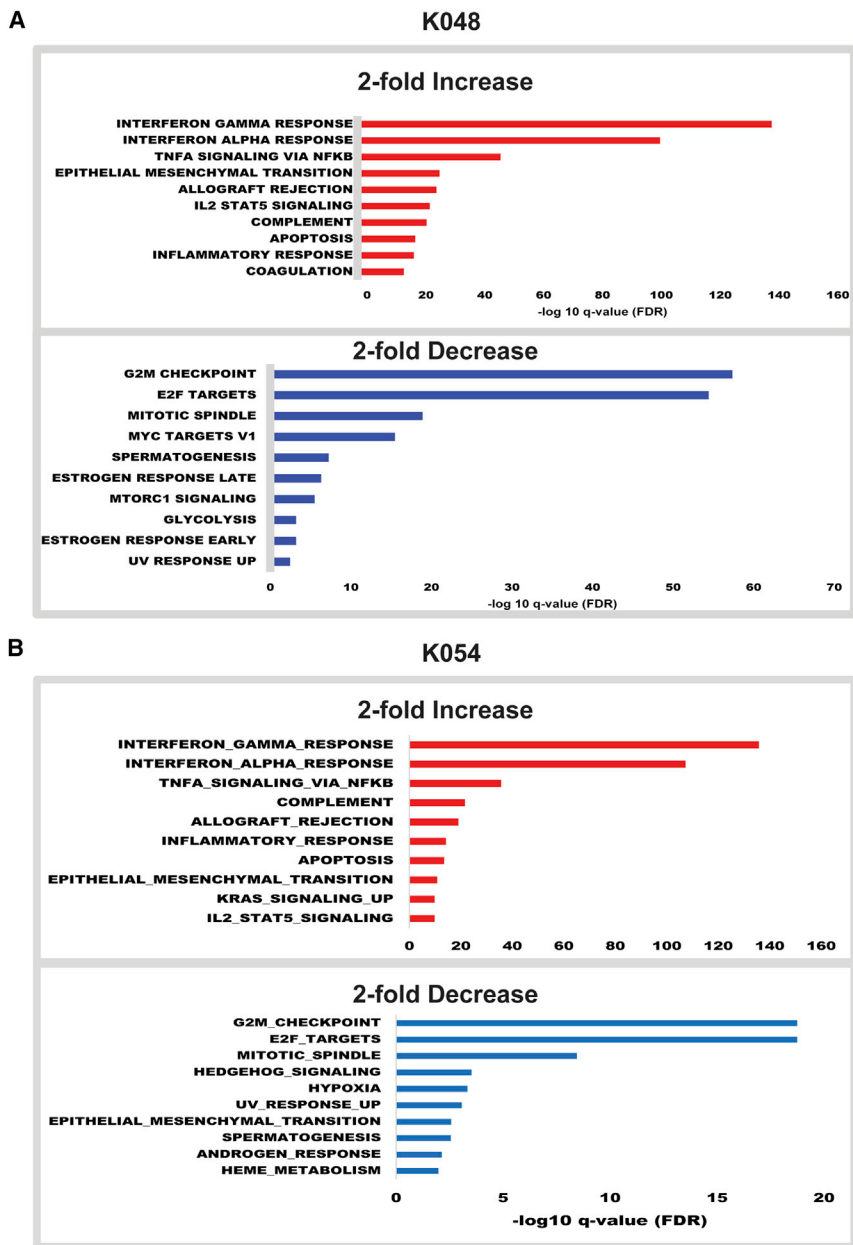 A
K048
2-fold Increase
INTERFERON GAMMA RESPONSE
INTERFERON ALPHA RESPONSE
TNFA SIGNALING VIA NFKB
EPITHELIAL MESENCHYMAL TRANSITION
ALLOGRAFT REJECTION
IL2 STAT5 SIGNALING
COMPLEMENT
APOPTOSIS
INFLAMMATORY RESPONSE
COAGULATION
0 20 40 60 80 100 120 140 160
-log 10 q-value (FDR)
2-fold Decrease
G2M CHECKPOINT
E2F TARGETS
MITOTIC SPINDLE
MYC TARGETS V1
SPERMATOGENESIS
ESTROGEN RESPONSE LATE
MTORC1 SIGNALING
GLYCOLYSIS
ESTROGEN RESPONSE EARLY
UV RESPONSE UP
0 10 20 30 40 50 60 70
-log 10 q-value (FDR)
B
K054
2-fold Increase
INTERFERON_GAMMA_RESPONSE
INTERFERON_ALPHA_RESPONSE
TNFA_SIGNALING_VIA_NFKB
COMPLEMENT
ALLOGRAFT_REJECTION
INFLAMMATORY_RESPONSE
APOPTOSIS
EPITHELIAL_MESENCHYMAL_TRANSITION
KRAS_SIGNALING_UP
IL2_STAT5_SIGNALING
0 20 40 60 80 100 120 140 160
2-fold Decrease
G2M_CHECKPOINT
E2F_TARGETS
MITOTIC_SPINDLE
HEDGEHOG_SIGNALING
HYPOXIA
UV_RESPONSE_UP
EPITHELIAL_MESENCHYMAL_TRANSITION
SPERMATOGENESIS
ANDROGEN_RESPONSE
HEME_METABOLISM
0 5 10 15 20
-log10 q-value (FDR)